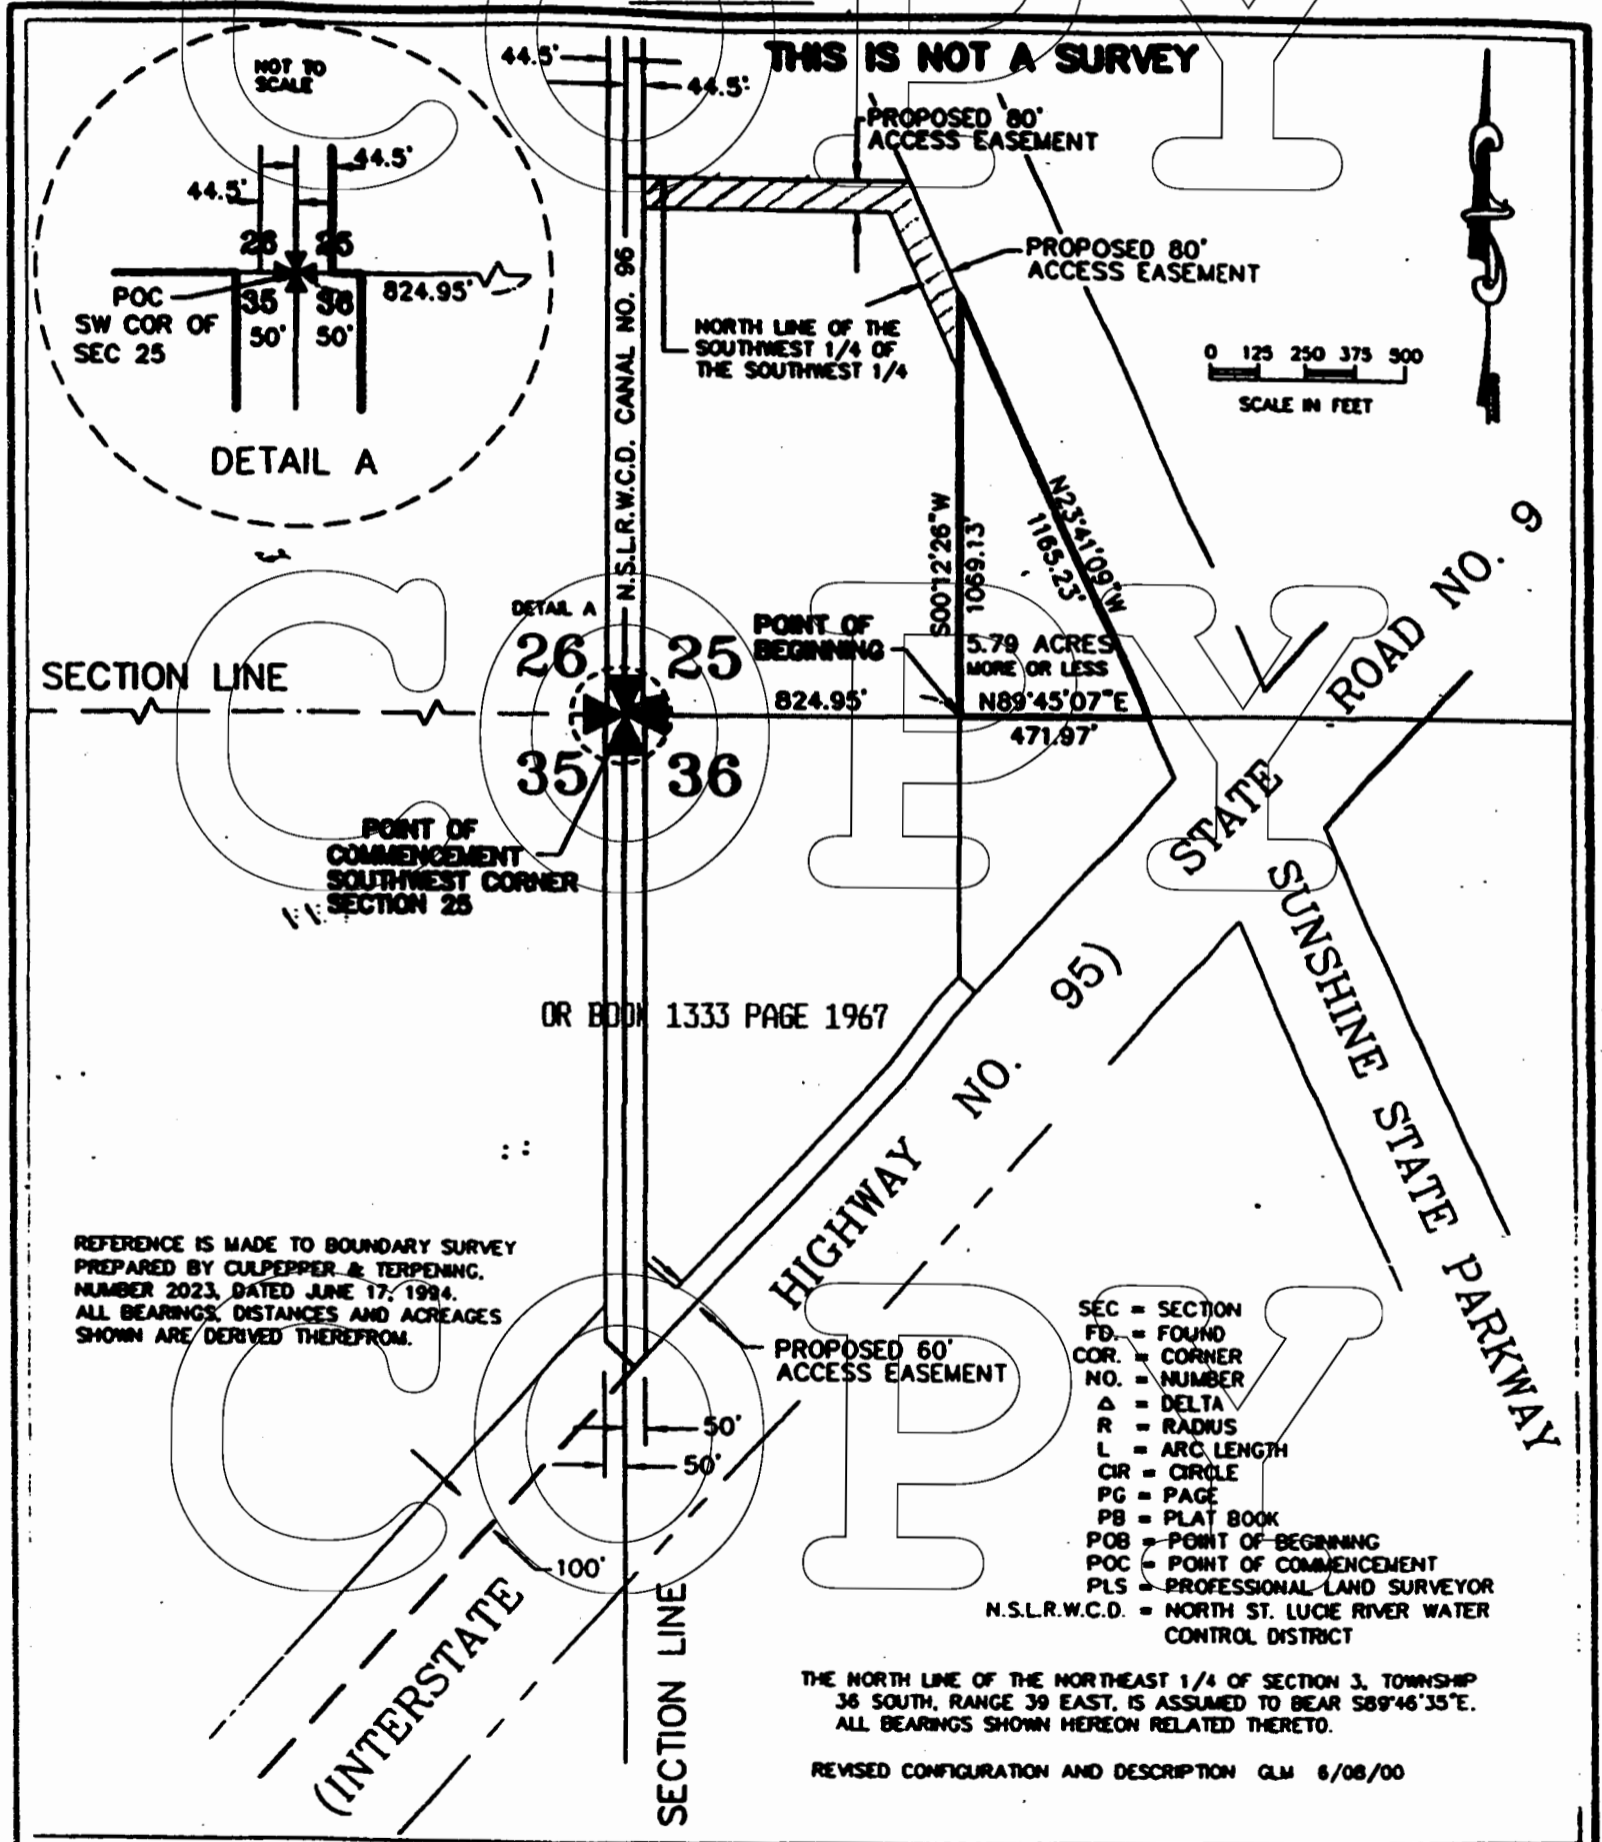 THIS IS NOT A SURVEY
NOT TO
SCALE
44.5'
44.5'
44.5'
44.5'
26 25
35 36
50' 50'
824.95'
POC
SW COR OF
SEC 25
DETAIL A
PROPOSED 80'
ACCESS EASEMENT
PROPOSED 80'
ACCESS EASEMENT
N.S.L.R.W.C.D. CANAL NO. 96
NORTH LINE OF THE
SOUTHWEST 1/4 OF
THE SOUTHWEST 1/4
0 125 250 375 500
SCALE IN FEET
S00°12'26"W
1069.13'
N23°41'09"W
1165.23'
STATE ROAD NO. 9
DETAIL A
26 25
35 36
POINT OF
BEGINNING
5.79 ACRES
MORE OR LESS
SECTION LINE
824.95'
N89°45'07"E
471.97'
POINT OF
COMMENCEMENT
SOUTHWEST CORNER
SECTION 25
OR BOOK 1333 PAGE 1967
SUNSHINE STATE PARKWAY
(INTERSTATE HIGHWAY NO. 95)
REFERENCE IS MADE TO BOUNDARY SURVEY
PREPARED BY CULPEPPER & TERPENING,
NUMBER 2023, DATED JUNE 17, 1994.
ALL BEARINGS, DISTANCES AND ACREAGES
SHOWN ARE DERIVED THEREFROM.
PROPOSED 60'
ACCESS EASEMENT
50'
50'
100'
SECTION LINE
SEC = SECTION
FD. = FOUND
COR. = CORNER
NO. = NUMBER
Δ = DELTA
R = RADIUS
L = ARC LENGTH
CIR = CIRCLE
PG = PAGE
PB = PLAT BOOK
POB = POINT OF BEGINNING
POC = POINT OF COMMENCEMENT
PLS = PROFESSIONAL LAND SURVEYOR
N.S.L.R.W.C.D. = NORTH ST. LUCIE RIVER WATER
CONTROL DISTRICT
THE NORTH LINE OF THE NORTHEAST 1/4 OF SECTION 3, TOWNSHIP
36 SOUTH, RANGE 39 EAST, IS ASSUMED TO BEAR S89°46'35"E.
ALL BEARINGS SHOWN HEREON RELATED THERETO.
REVISED CONFIGURATION AND DESCRIPTION GLM 6/08/00
COPY
COPY
COPY